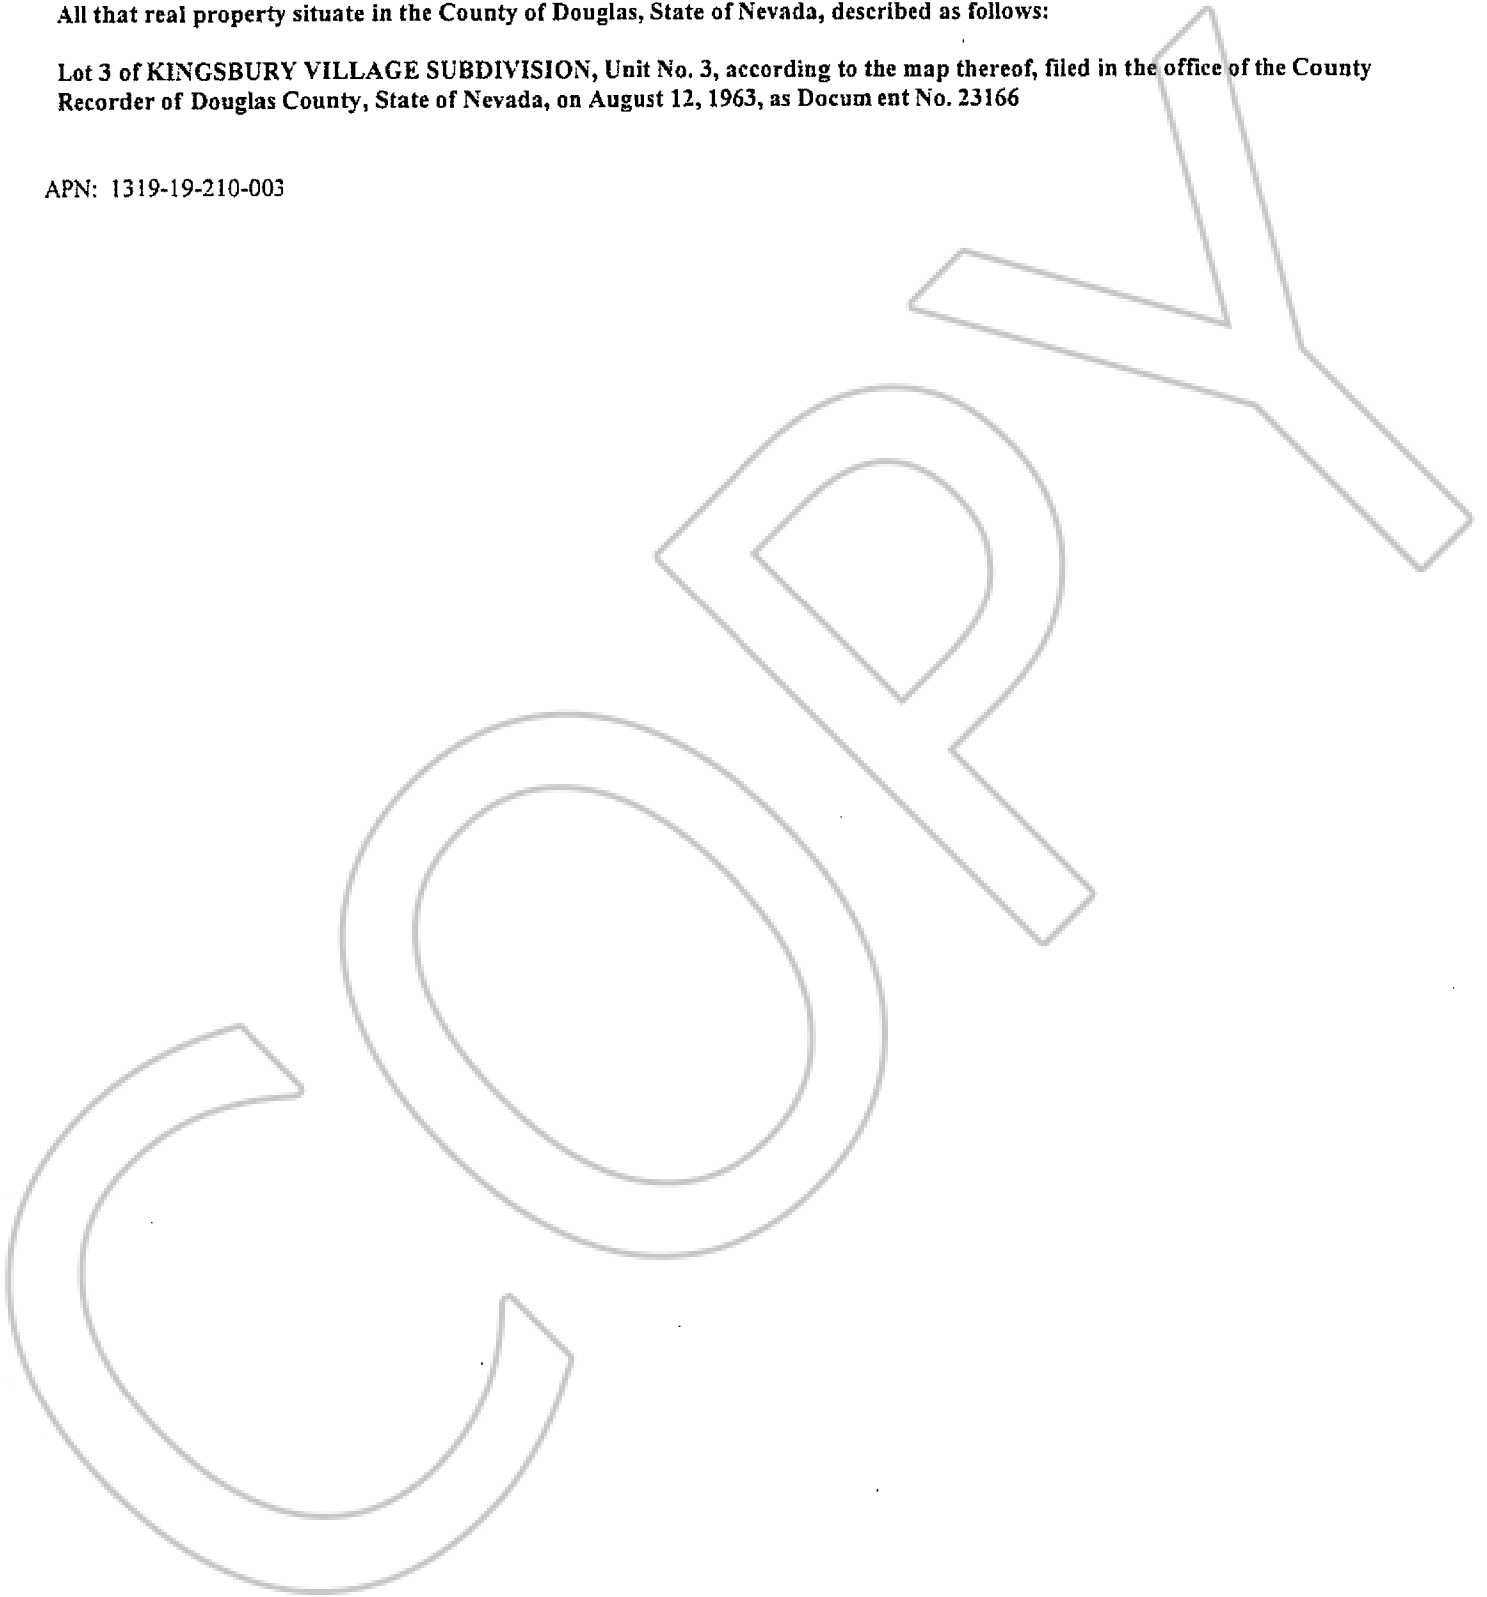 All that real property situate in the County of Douglas, State of Nevada, described as follows:
Lot 3 of KINGSBURY VILLAGE SUBDIVISION, Unit No. 3, according to the map thereof, filed in the office of the County
Recorder of Douglas County, State of Nevada, on August 12, 1963, as Docum ent No. 23166
APN: 1319-19-210-003
COPY